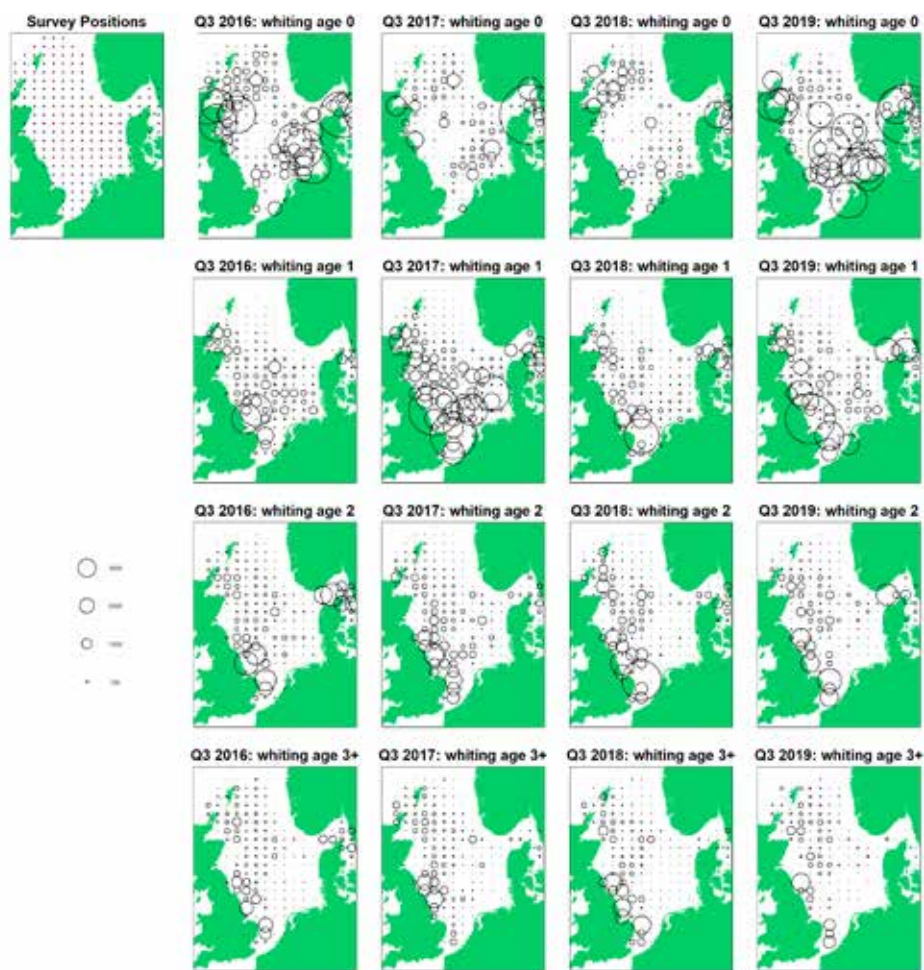 Survey Positions
Q3 2016: whiting age 0
Q3 2017: whiting age 0
Q3 2018: whiting age 0
Q3 2019: whiting age 0
Q3 2016: whiting age 1
Q3 2017: whiting age 1
Q3 2018: whiting age 1
Q3 2019: whiting age 1
Q3 2016: whiting age 2
Q3 2017: whiting age 2
Q3 2018: whiting age 2
Q3 2019: whiting age 2
Q3 2016: whiting age 3+
Q3 2017: whiting age 3+
Q3 2018: whiting age 3+
Q3 2019: whiting age 3+